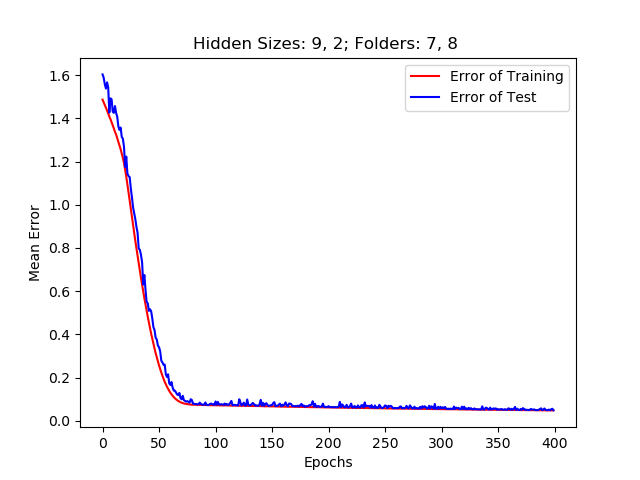 Hidden Sizes: 9, 2; Folders: 7, 8
Error of Training
Error of Test
Mean Error
1.6
1.4
1.2
1.0
0.8
0.6
0.4
0.2
0.0
0 50 100 150 200 250 300 350 400
Epochs